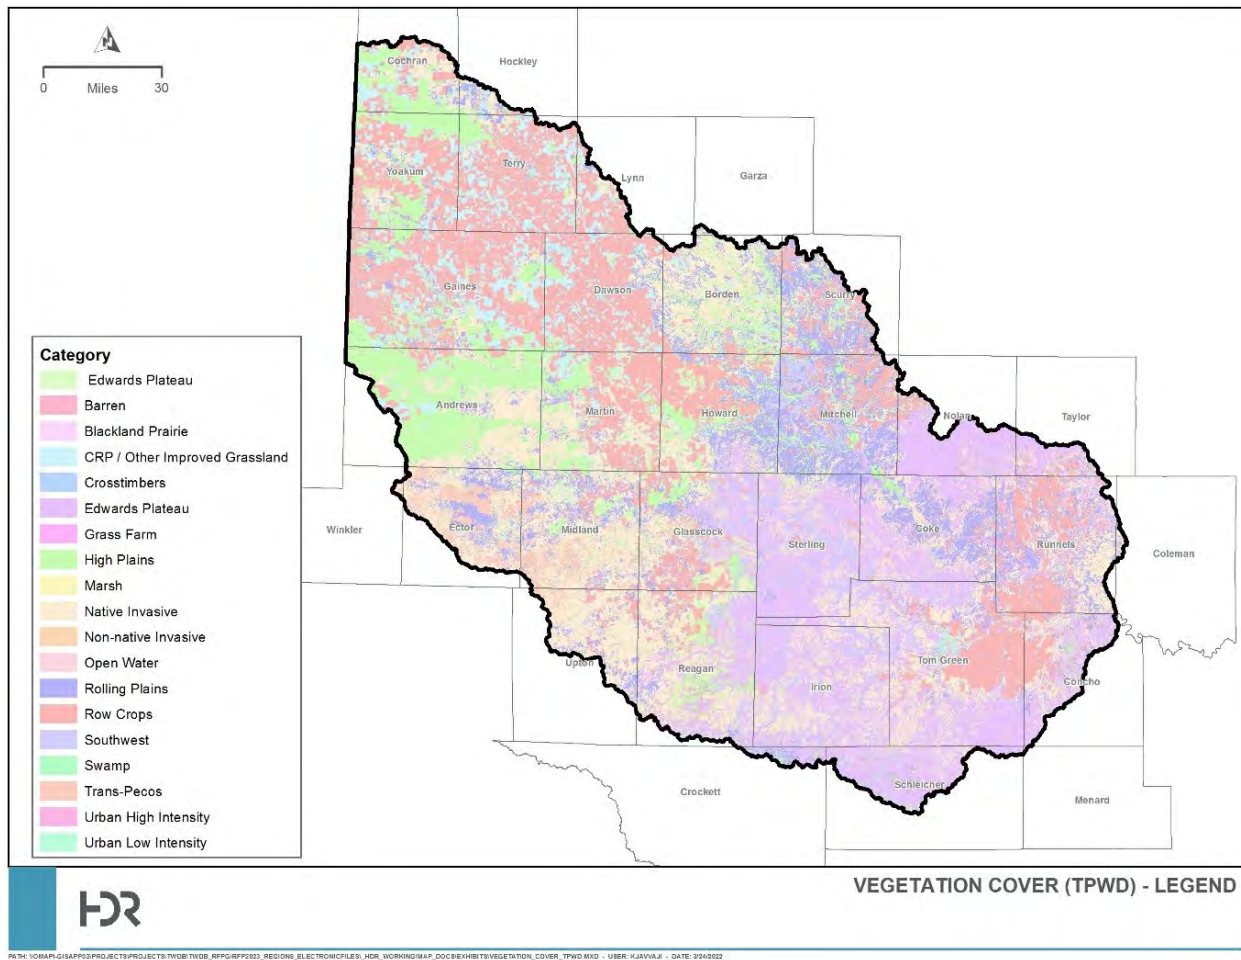 Cochran
Hockley
0
Miles
30
Terry
Yoakum
Lynn
Garza
Gaines
Dawson
Borden
Scurry
Category
Edwards Plateau
Barren
Blackland Prairie
CRP / Other Improved Grassland
Crosstimbers
Edwards Plateau
Grass Farm
High Plains
Marsh
Native Invasive
Non-native Invasive
Open Water
Rolling Plains
Row Crops
Southwest
Swamp
Trans-Pecos
Urban High Intensity
Urban Low Intensity
Andrews
Martin
Howard
Mitchell
Nolan
Taylor
Winkler
Ector
Midland
Glasscock
Sterling
Coke
Runnels
Coleman
Upton
Reagan
Irion
Tom Green
Concho
Crockett
Schleicher
Menard
VEGETATION COVER (TPWD) - LEGEND
HDR